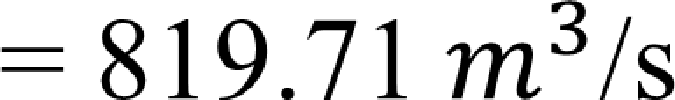 = 819.71 m³/s